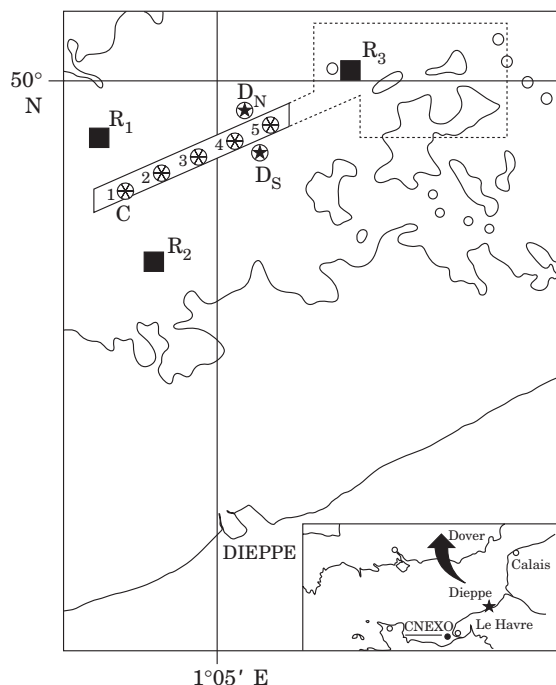 50°
N
R3
DN
R1
5
4
DS
3
2
1
C
R2
DIEPPE
Dover
Calais
Dieppe
CNEXO
Le Havre
1°05′ E